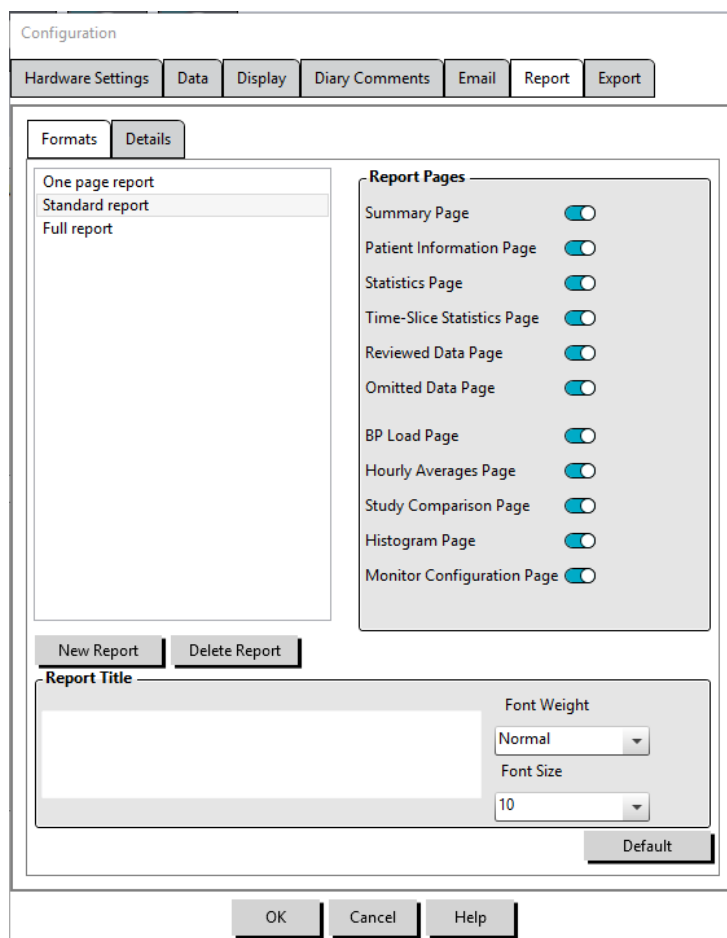 Configuration
Hardware Settings Data Display Diary Comments Email Report Export
Formats Details
One page report
Standard report
Full report
Report Pages
Summary Page
Patient Information Page
Statistics Page
Time-Slice Statistics Page
Reviewed Data Page
Omitted Data Page
BP Load Page
Hourly Averages Page
Study Comparison Page
Histogram Page
Monitor Configuration Page
New Report Delete Report
Report Title
Font Weight
Normal
Font Size
10
Default
OK Cancel Help